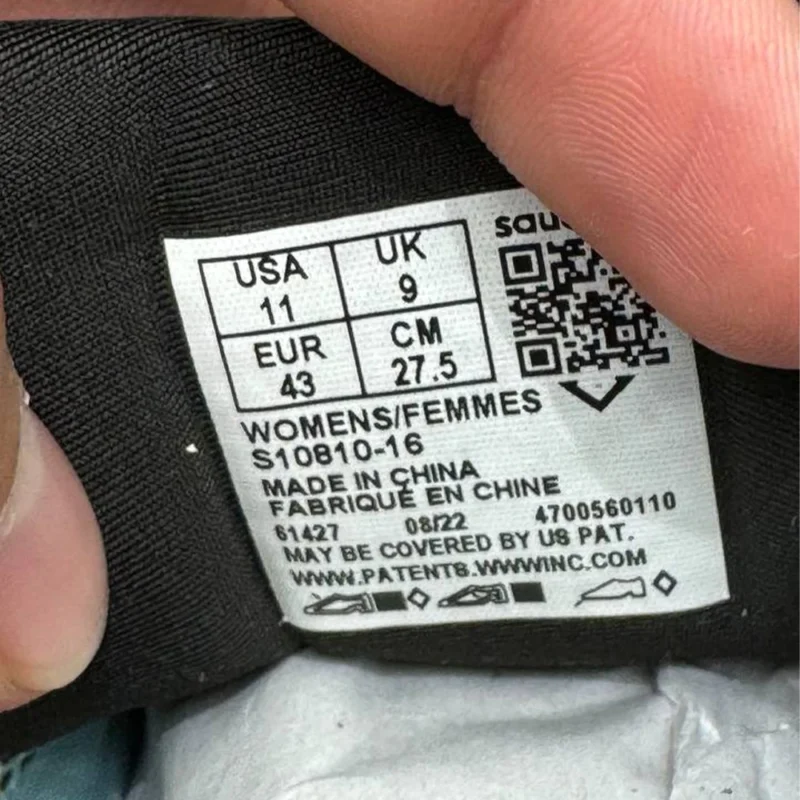 USA UK
11 9
EUR CM
43 27.5
WOMENS/FEMMES
S10810-16
MADE IN CHINA
FABRIQUÉ EN CHINE
61427 08/22 4700560110
MAY BE COVERED BY US PAT.
WWW.PATENTS.WWWINC.COM